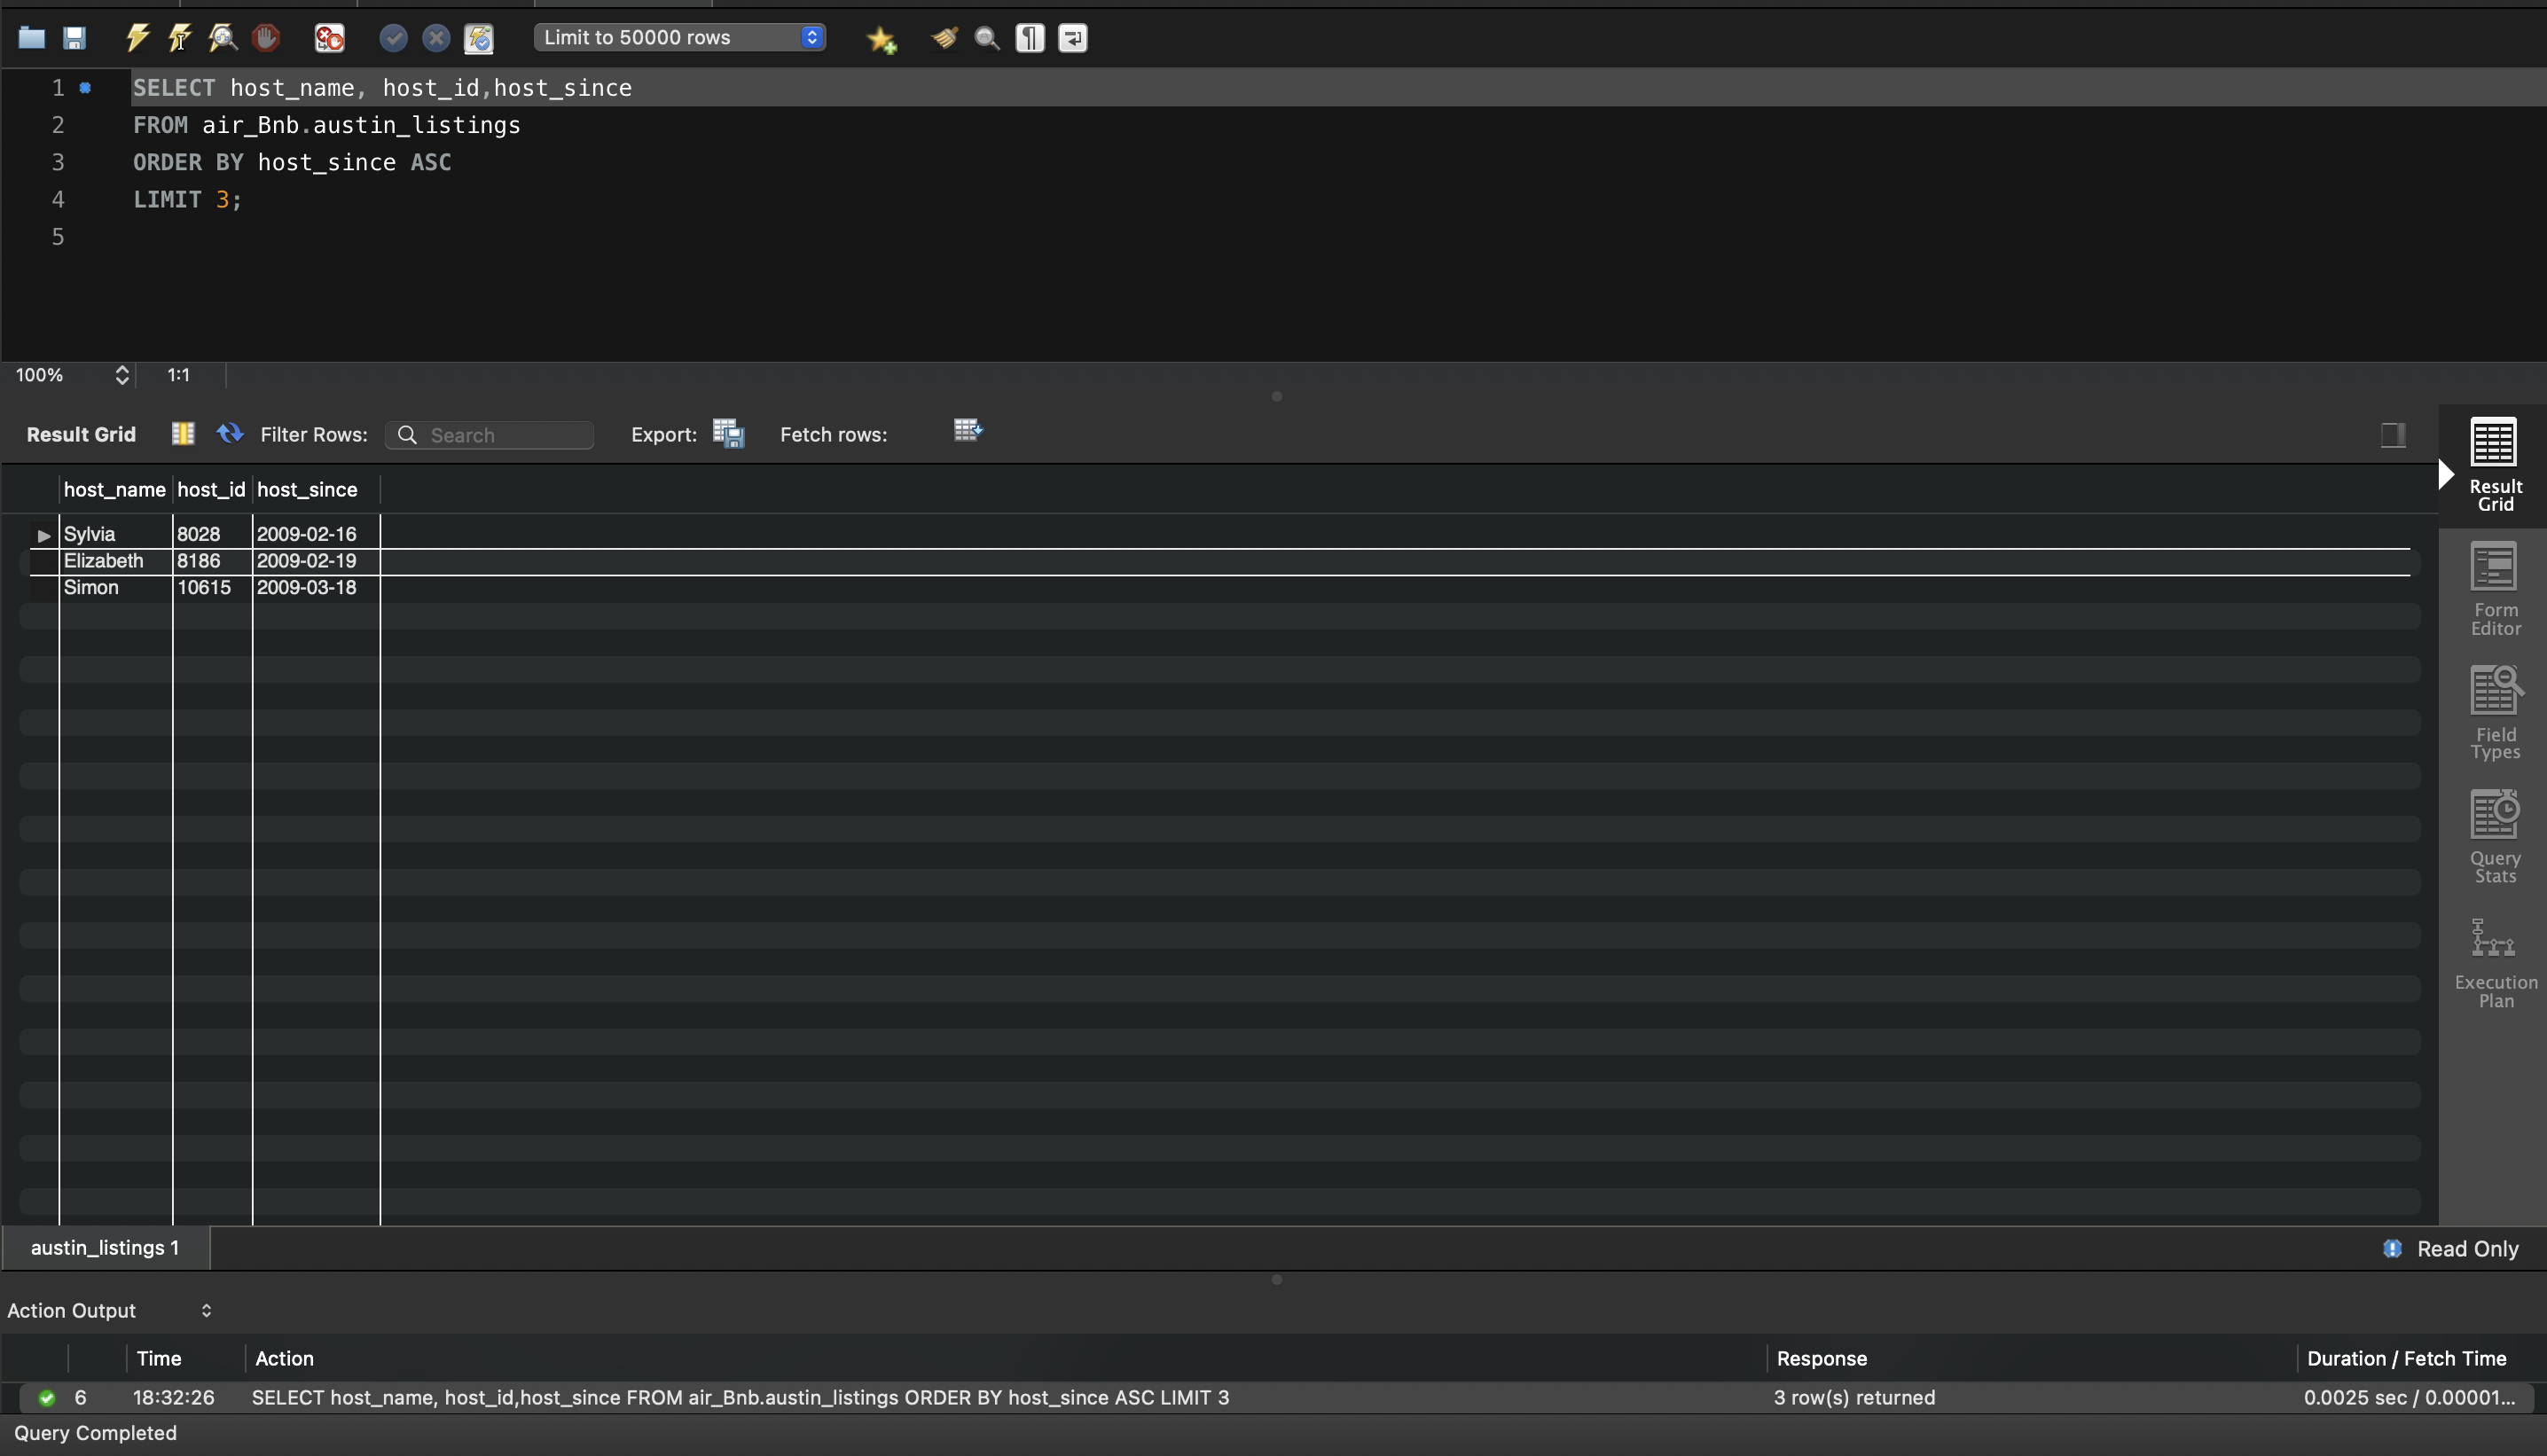 Limit to 50000 rows
1 SELECT host_name, host_id,host_since
2 FROM air_Bnb.austin_listings
3 ORDER BY host_since ASC
4 LIMIT 3;
5
100% 1:1
Result Grid Filter Rows: Search Export: Fetch rows:
host_name host_id host_since
Sylvia 8028 2009-02-16
Elizabeth 8186 2009-02-19
Simon 10615 2009-03-18
Result
Grid
Form
Editor
Field
Types
Query
Stats
Execution
Plan
austin_listings 1 Read Only
Action Output
Time Action Response Duration / Fetch Time
6 18:32:26 SELECT host_name, host_id,host_since FROM air_Bnb.austin_listings ORDER BY host_since ASC LIMIT 3 3 row(s) returned 0.0025 sec / 0.00001...
Query Completed